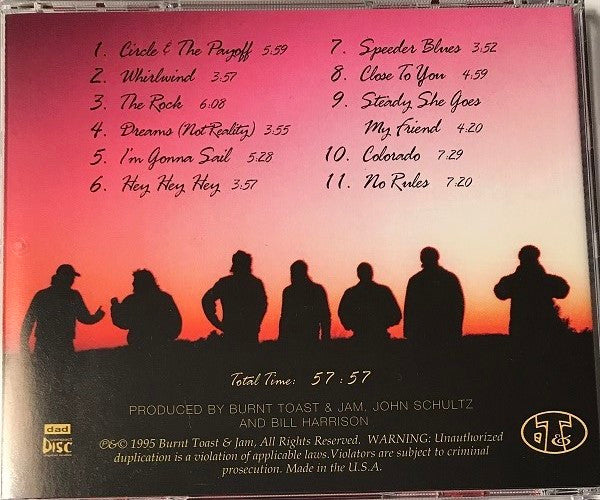 1. Circle & The Payoff 5:59
2. Whirlwind 3:57
3. The Rock 6:08
4. Dreams (Not Reality) 3:55
5. I'm Gonna Sail 5:28
6. Hey Hey Hey 3:57
7. Speeder Blues 3:52
8. Close To You 4:59
9. Steady She Goes
My Friend 4:20
10. Colorado 7:29
11. No Rules 7:20
Total Time: 57:57
PRODUCED BY BURNT TOAST & JAM, JOHN SCHULTZ
AND BILL HARRISON
℗&© 1995 Burnt Toast & Jam, All Rights Reserved. WARNING: Unauthorized
duplication is a violation of applicable laws.Violators are subject to criminal
prosecution. Made in the U.S.A.
dad
DISC